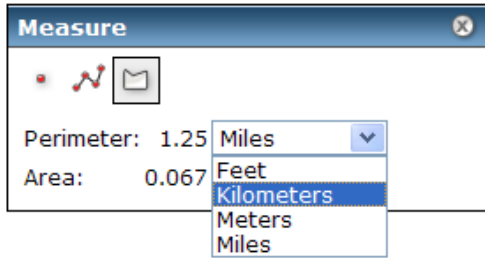 Measure
Perimeter: 1.25 Miles
Area: 0.067 Feet
Kilometers
Meters
Miles